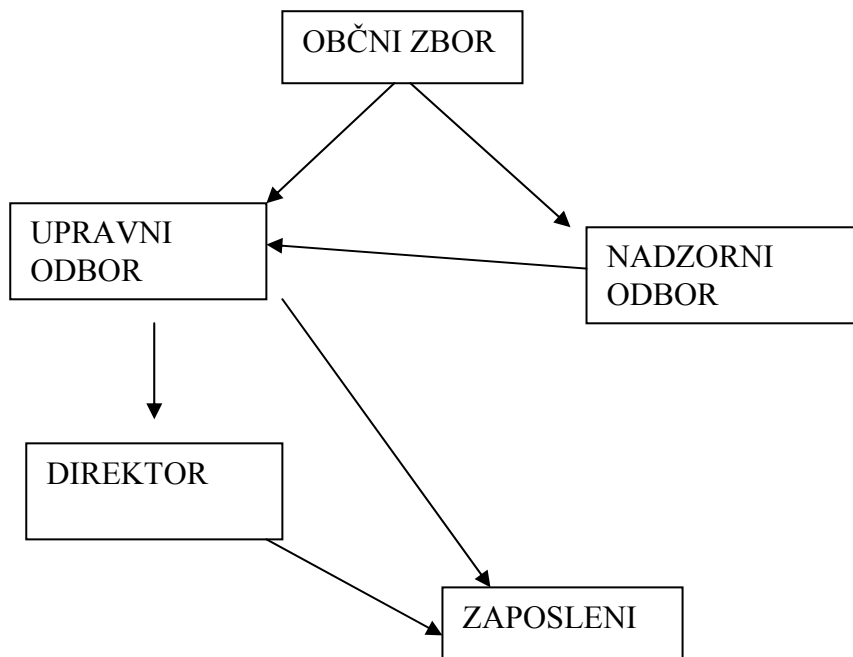 OBČNI ZBOR
UPRAVNI
ODBOR
NADZORNI
ODBOR
DIREKTOR
ZAPOSLENI